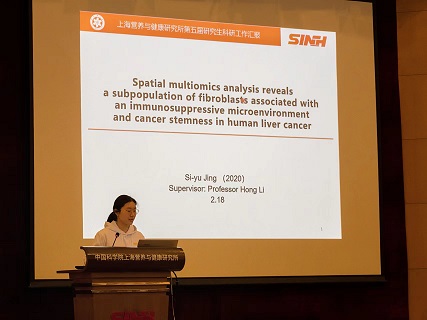 上海营养与健康研究所第五届研究生科研工作汇报
SINH
Spatial multiomics analysis reveals
a subpopulation of fibroblasts associated with
an immunosuppressive microenvironment
and cancer stemness in human liver cancer
Si-yu Jing （2020）
Supervisor: Professor Hong Li
2.18
1
中国科学院上海营养与健康研究所